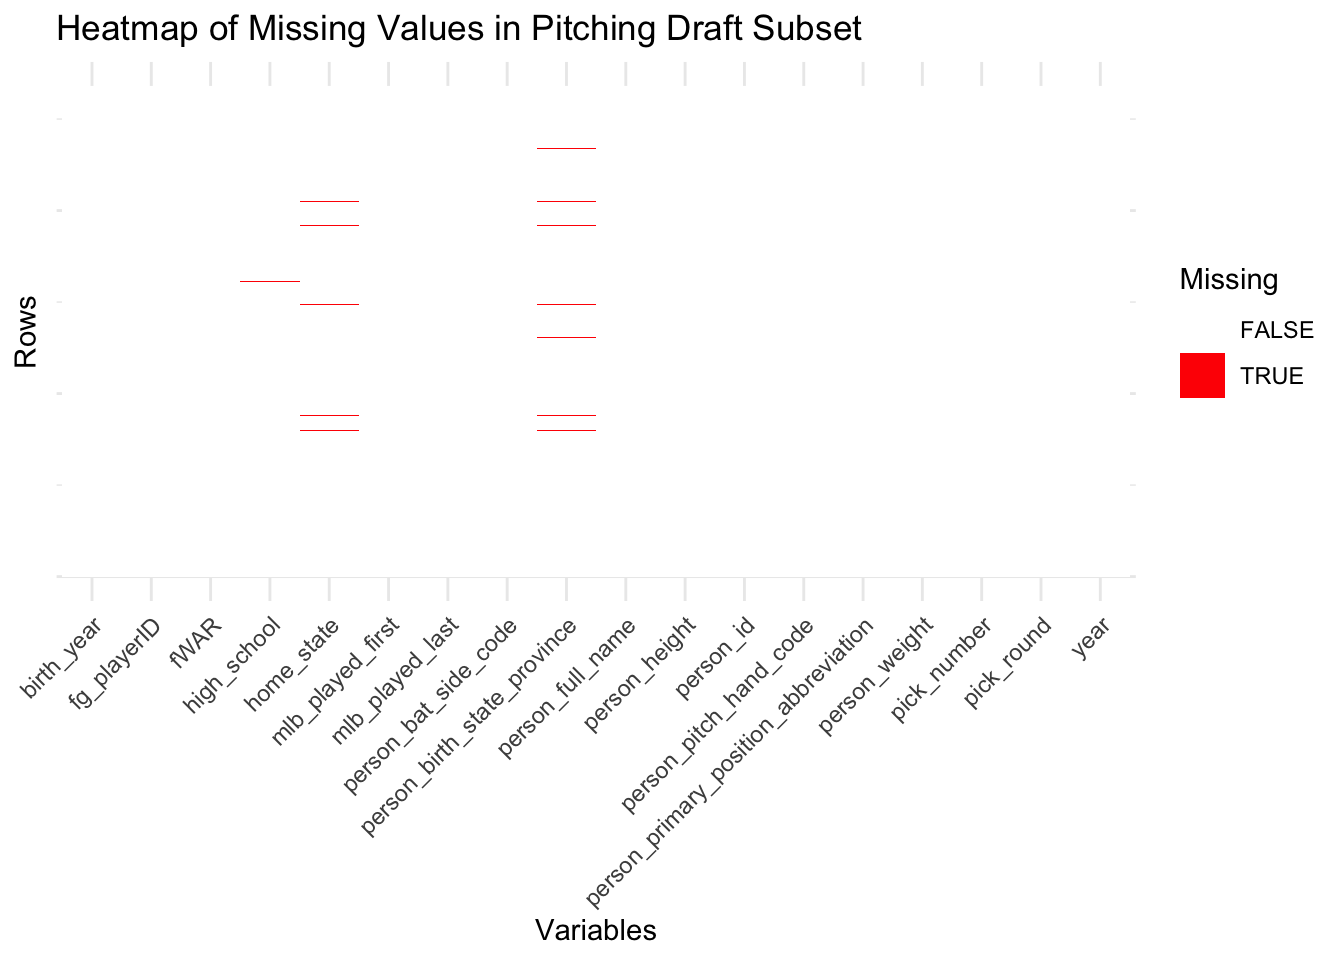 Heatmap of Missing Values in Pitching Draft Subset
Rows
Missing
FALSE
TRUE
birth_year
fg_playerID
fWAR
high_school
home_state
mlb_played_first
mlb_played_last
person_bat_side_code
person_birth_state_province
person_full_name
person_height
person_id
person_pitch_hand_code
person_primary_position_abbreviation
person_weight
pick_number
pick_round
year
Variables